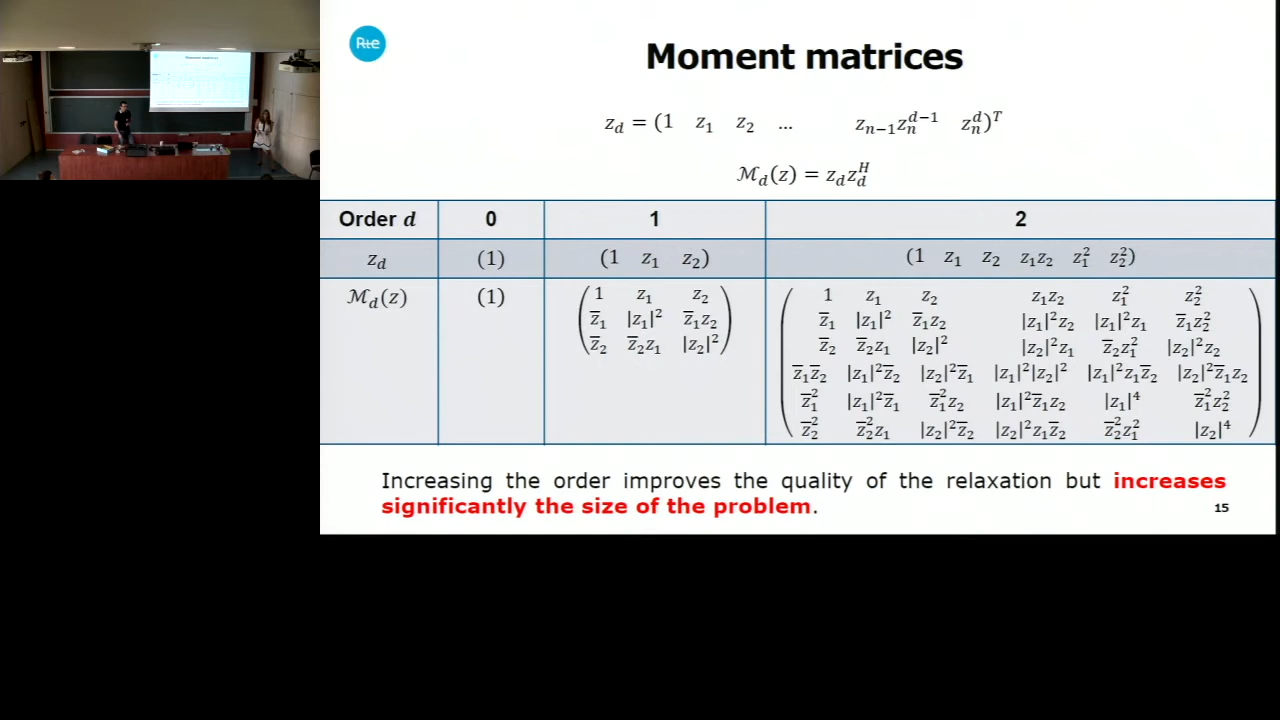 Rte
Moment matrices
z_d = (1 z_1 z_2 ... z_{n−1}z_n^{d−1} z_n^d)^T
ℳ_d(z) = z_d z_d^H
Order d 0 1 2
z_d (1) (1 z_1 z_2) (1 z_1 z_2 z_1z_2 z_1^2 z_2^2)
ℳ_d(z) (1)
1 z_1 z_2
z̅_1 |z_1|^2 z̅_1z_2
z̅_2 z̅_2z_1 |z_2|^2
1 z_1 z_2 z_1z_2 z_1^2 z_2^2
z̅_1 |z_1|^2 z̅_1z_2 |z_1|^2z_2 |z_1|^2z_1 z̅_1z_2^2
z̅_2 z̅_2z_1 |z_2|^2 |z_2|^2z_1 z̅_2z_1^2 |z_2|^2z_2
z̅_1z̅_2 |z_1|^2z̅_2 |z_2|^2z̅_1 |z_1|^2|z_2|^2 |z_1|^2z_1z̅_2 |z_2|^2z̅_1z_2
z̅_1^2 |z_1|^2z̅_1 z̅_1^2z_2 |z_1|^2z̅_1z_2 |z_1|^4 z̅_1^2z_2^2
z̅_2^2 z̅_2^2z_1 |z_2|^2z̅_2 |z_2|^2z_1z̅_2 z̅_2^2z_1^2 |z_2|^4
Increasing the order improves the quality of the relaxation but increases
significantly the size of the problem.
15